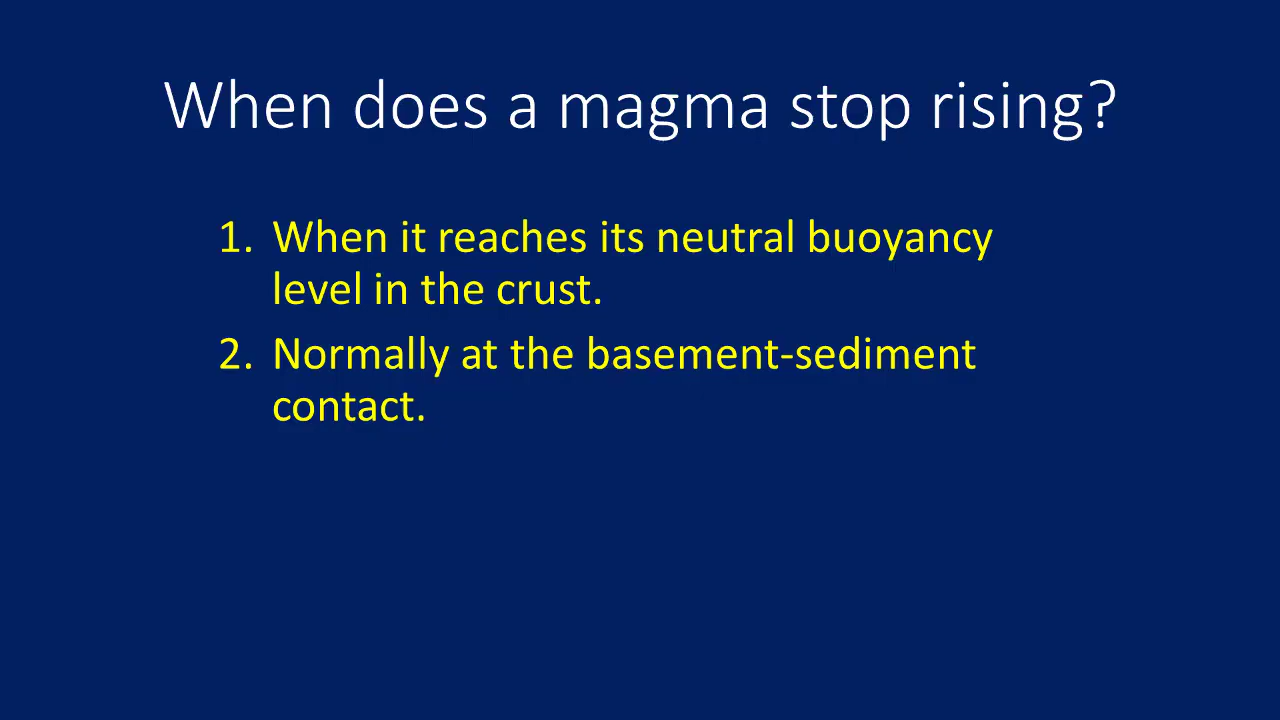 When does a magma stop rising?
1. When it reaches its neutral buoyancy
level in the crust.
2. Normally at the basement-sediment
contact.